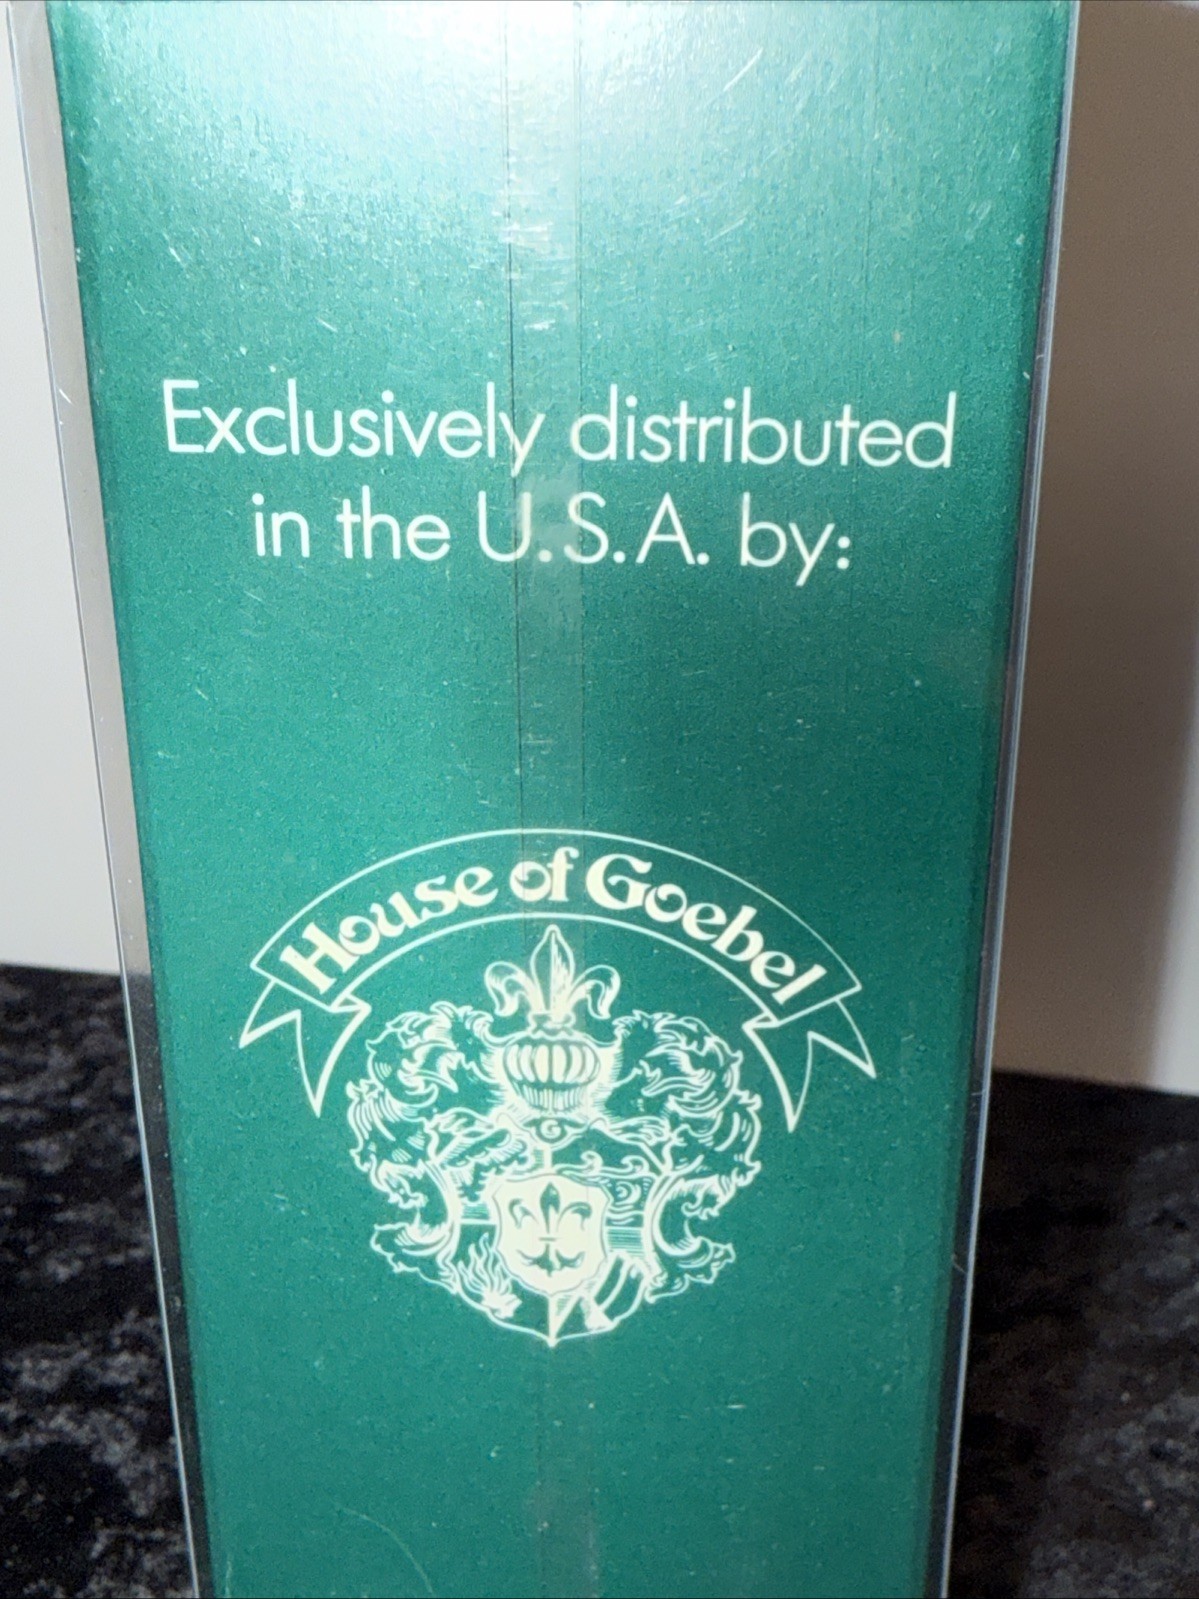 Exclusively distributed
in the U.S.A. by:
House of Goebel
G